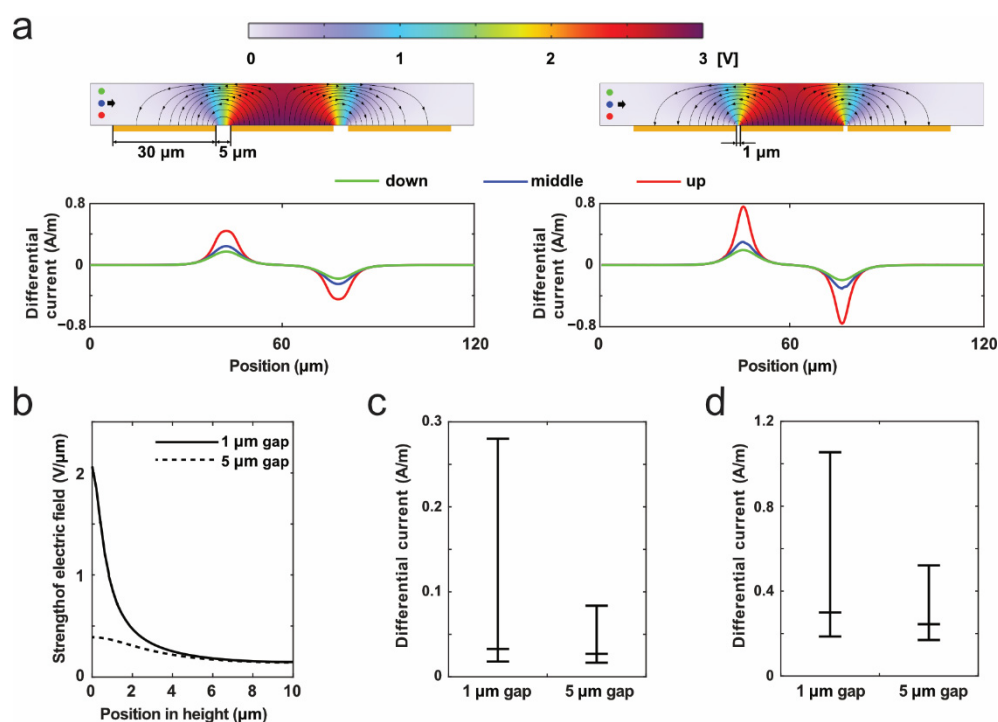 a
0 1 2 3 [V]
30 µm 5 µm
1 µm
down middle up
0.8
0
−0.8
Differential
current (A/m)
0 60 120
Position (µm)
0.8
0
−0.8
Differential
current (A/m)
0 60 120
Position (µm)
b
1 µm gap
5 µm gap
2
1
0
Strengthof electric field (V/µm)
0 2 4 6 8 10
Position in height (µm)
c
0.3
0.2
0.1
0
Differential current (A/m)
1 µm gap 5 µm gap
d
1.2
0.8
0.4
0
Differential current (A/m)
1 µm gap 5 µm gap